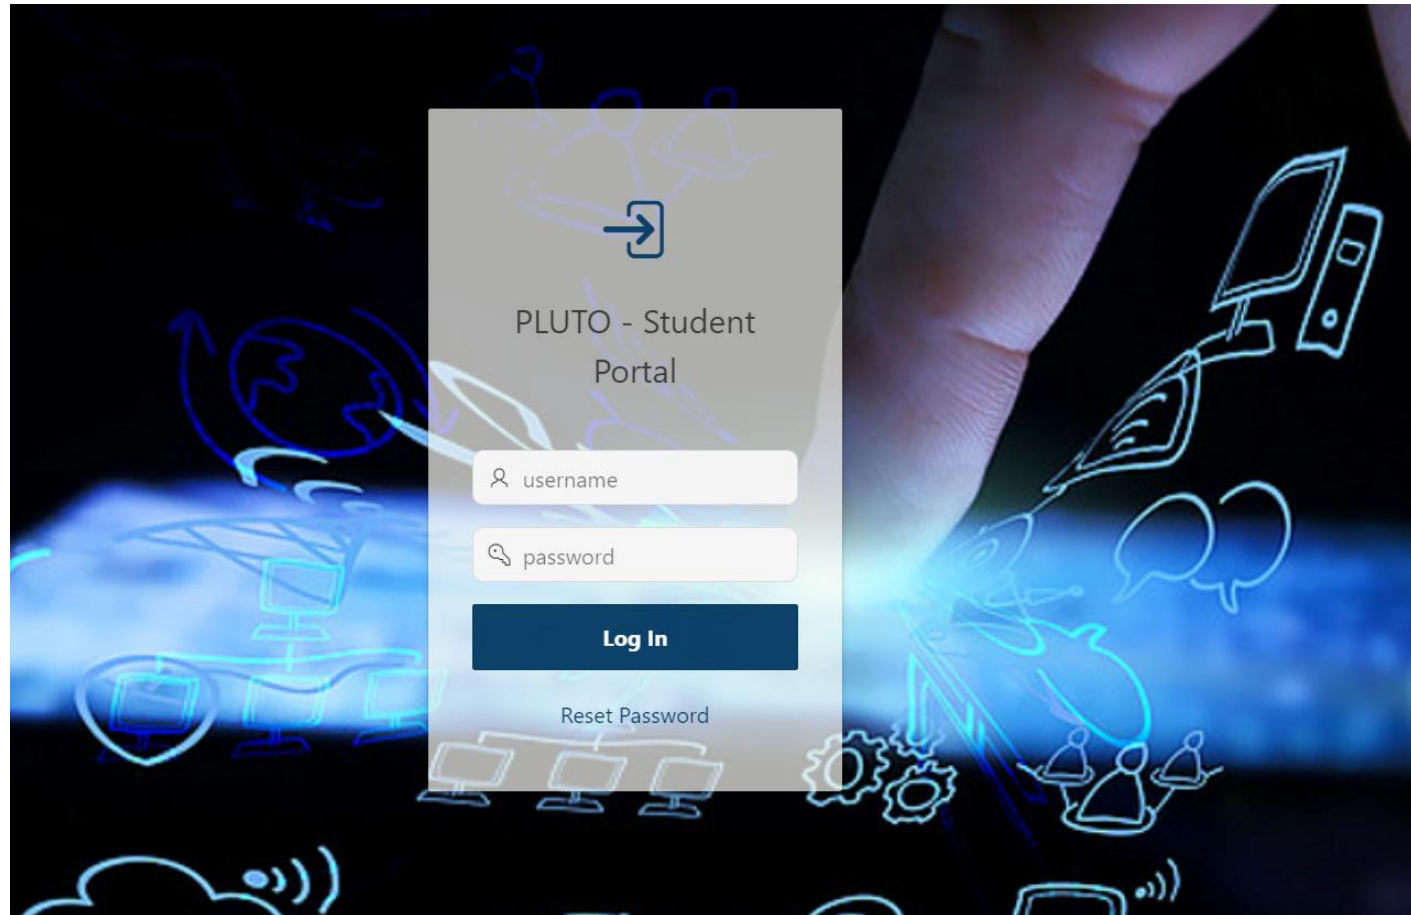 PLUTO - Student
Portal
username
password
Log In
Reset Password